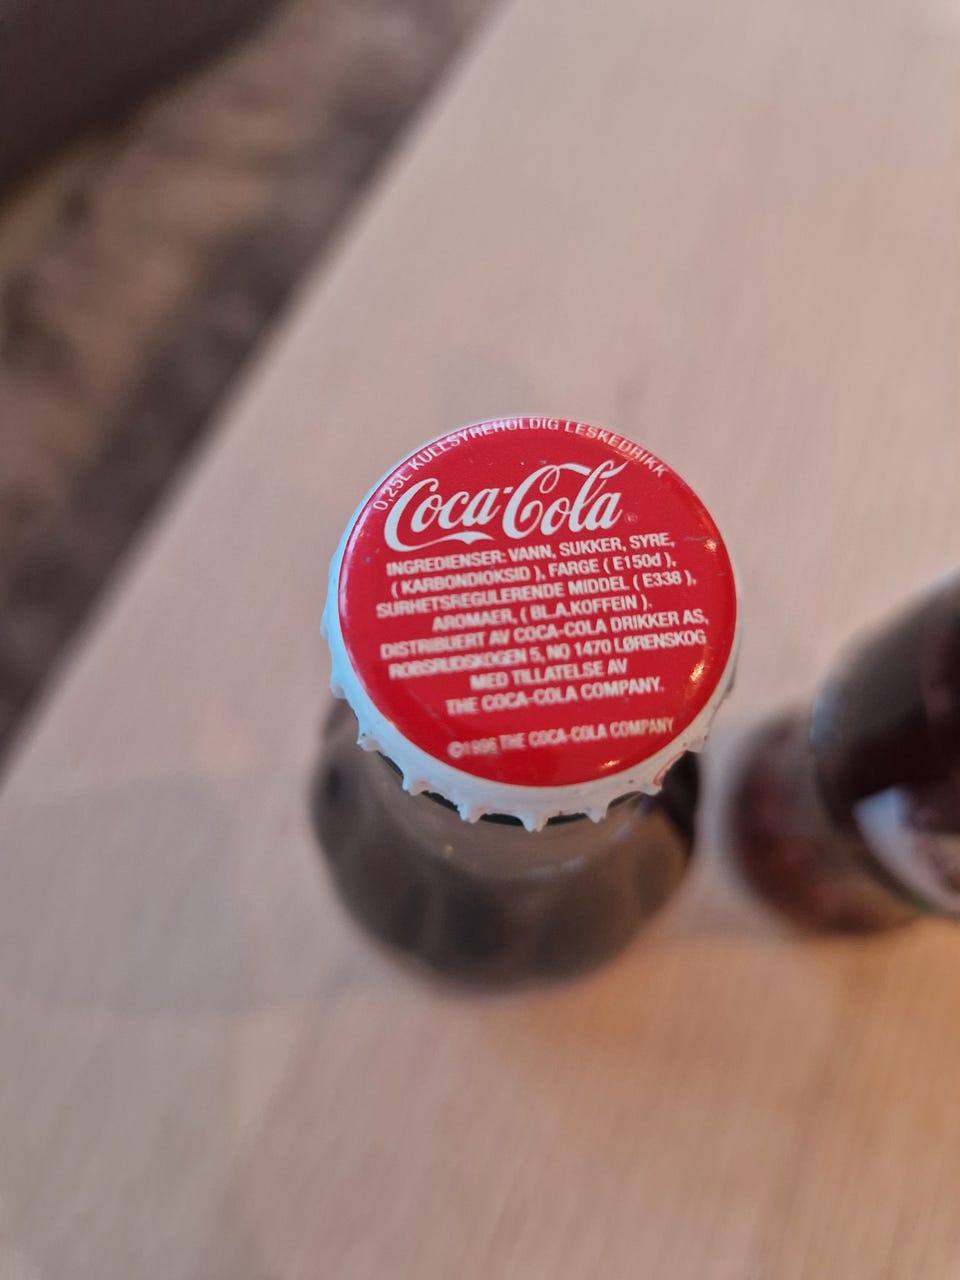 0,25L KULLSYREHOLDIG LESKEDRIKK
Coca-Cola ®
INGREDIENSER: VANN, SUKKER, SYRE,
( KARBONDIOKSID ), FARGE ( E150d ),
SURHETSREGULERENDE MIDDEL ( E338 ),
AROMAER, ( BL.A.KOFFEIN ).
DISTRIBUERT AV COCA-COLA DRIKKER AS,
ROBSRUDSKOGEN 5, NO 1470 LØRENSKOG
MED TILLATELSE AV
THE COCA-COLA COMPANY.
© THE COCA-COLA COMPANY